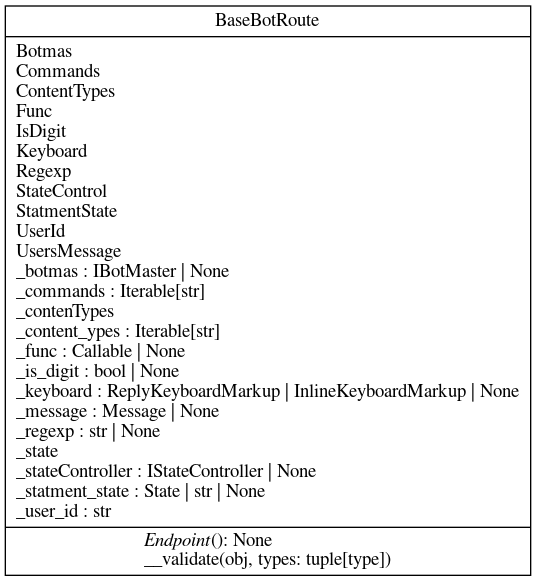 BaseBotRoute
Botmas
Commands
ContentTypes
Func
IsDigit
Keyboard
Regexp
StateControl
StatmentState
UserId
UsersMessage
_botmas : IBotMaster | None
_commands : Iterable[str]
_contenTypes
_content_types : Iterable[str]
_func : Callable | None
_is_digit : bool | None
_keyboard : ReplyKeyboardMarkup | InlineKeyboardMarkup | None
_message : Message | None
_regexp : str | None
_state
_stateController : IStateController | None
_statment_state : State | str | None
_user_id : str
Endpoint(): None
__validate(obj, types: tuple[type])